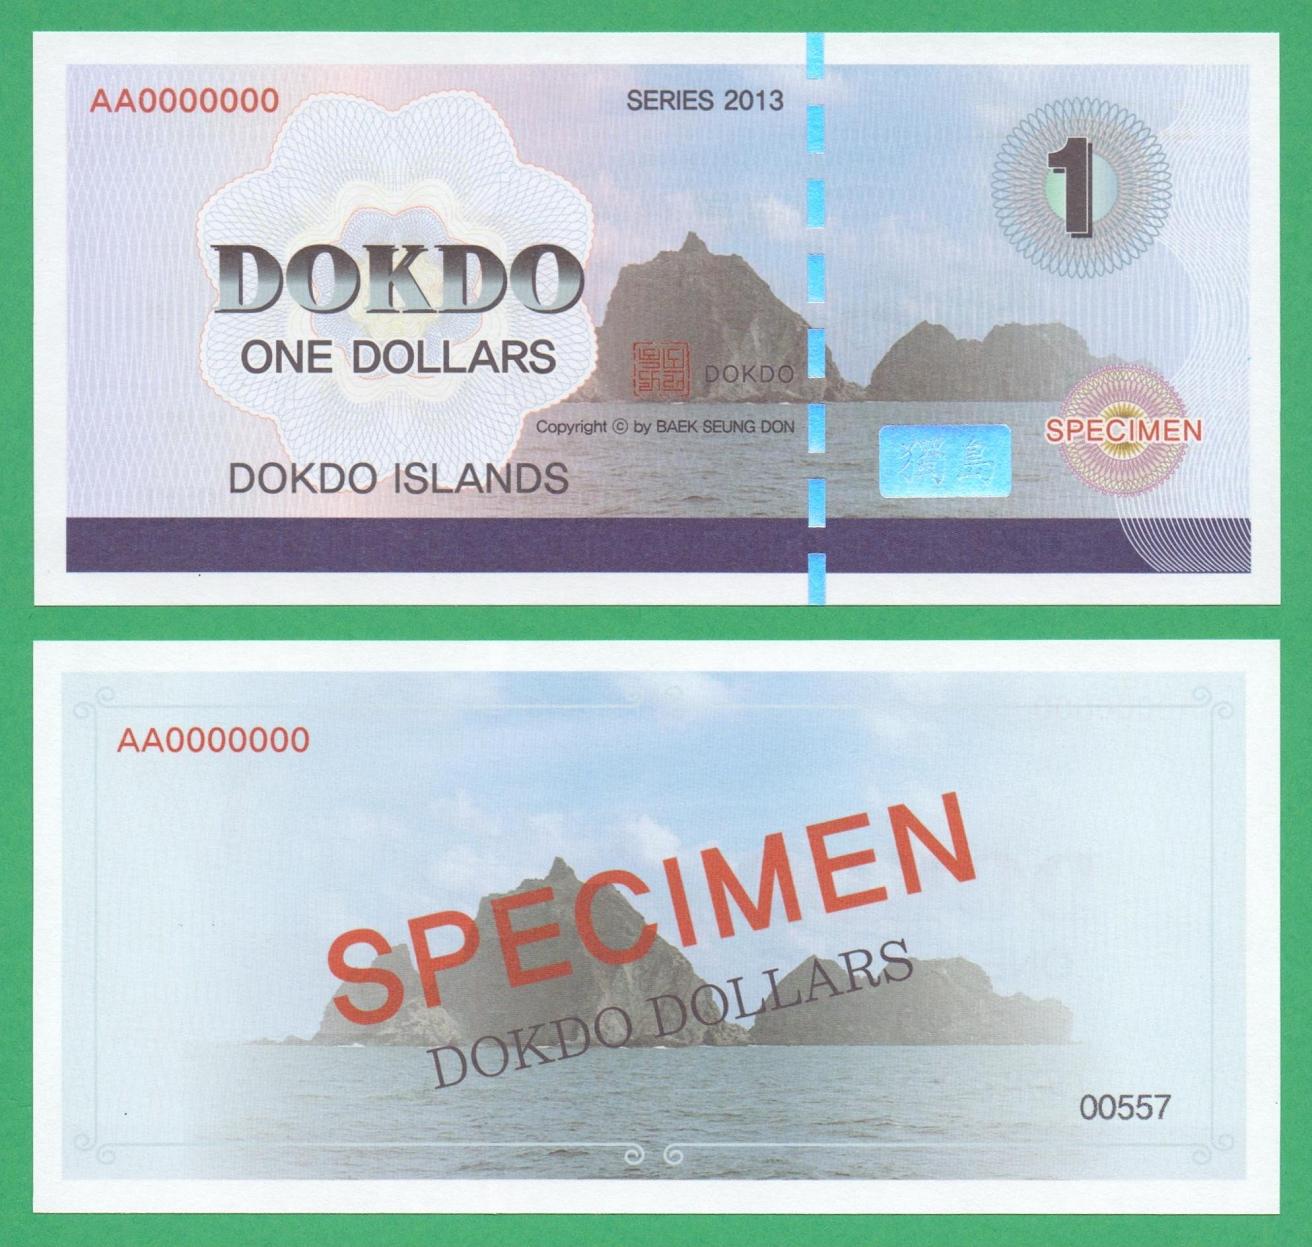 AA0000000
SERIES 2013
1
DOKDO
ONE DOLLARS
DOKDO
Copyright © by BAEK SEUNG DON
SPECIMEN
獨島
DOKDO ISLANDS
AA0000000
SPECIMEN
DOKDO DOLLARS
00557